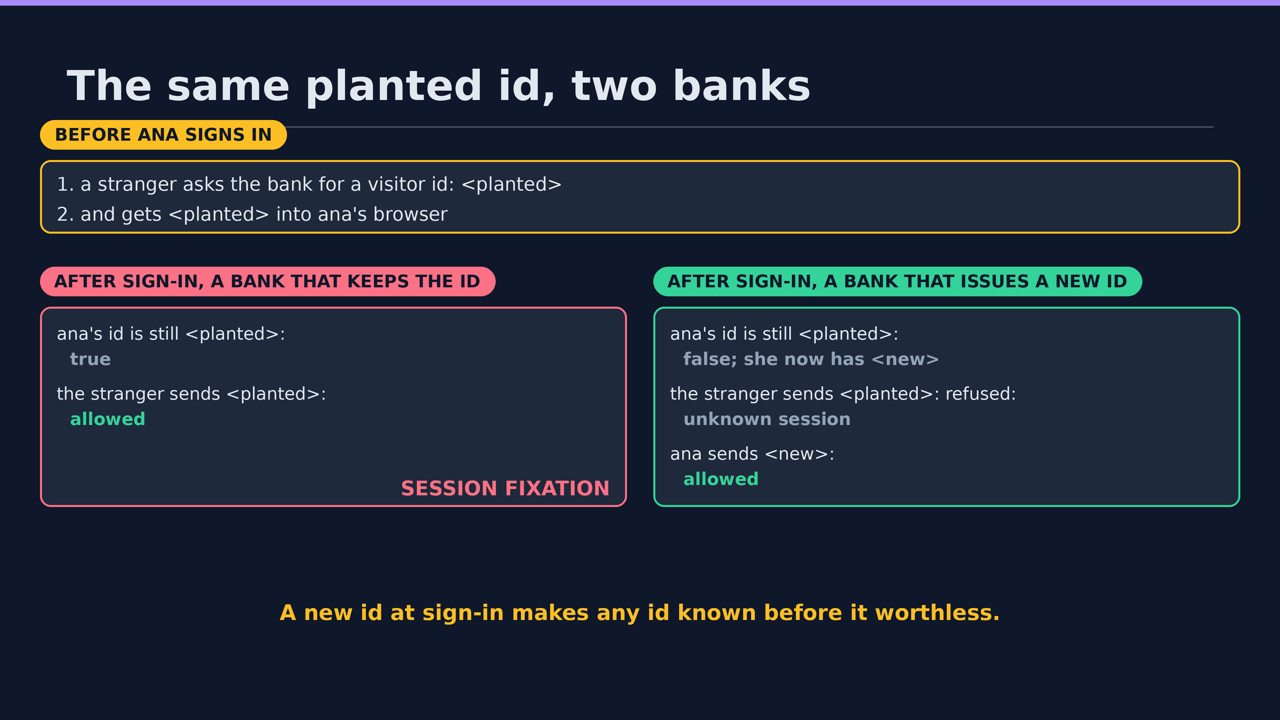 The same planted id, two banks
BEFORE ANA SIGNS IN
1. a stranger asks the bank for a visitor id: <planted>
2. and gets <planted> into ana's browser
AFTER SIGN-IN, A BANK THAT KEEPS THE ID
ana's id is still <planted>:
true
the stranger sends <planted>:
allowed
SESSION FIXATION
AFTER SIGN-IN, A BANK THAT ISSUES A NEW ID
ana's id is still <planted>:
false; she now has <new>
the stranger sends <planted>: refused:
unknown session
ana sends <new>:
allowed
A new id at sign-in makes any id known before it worthless.